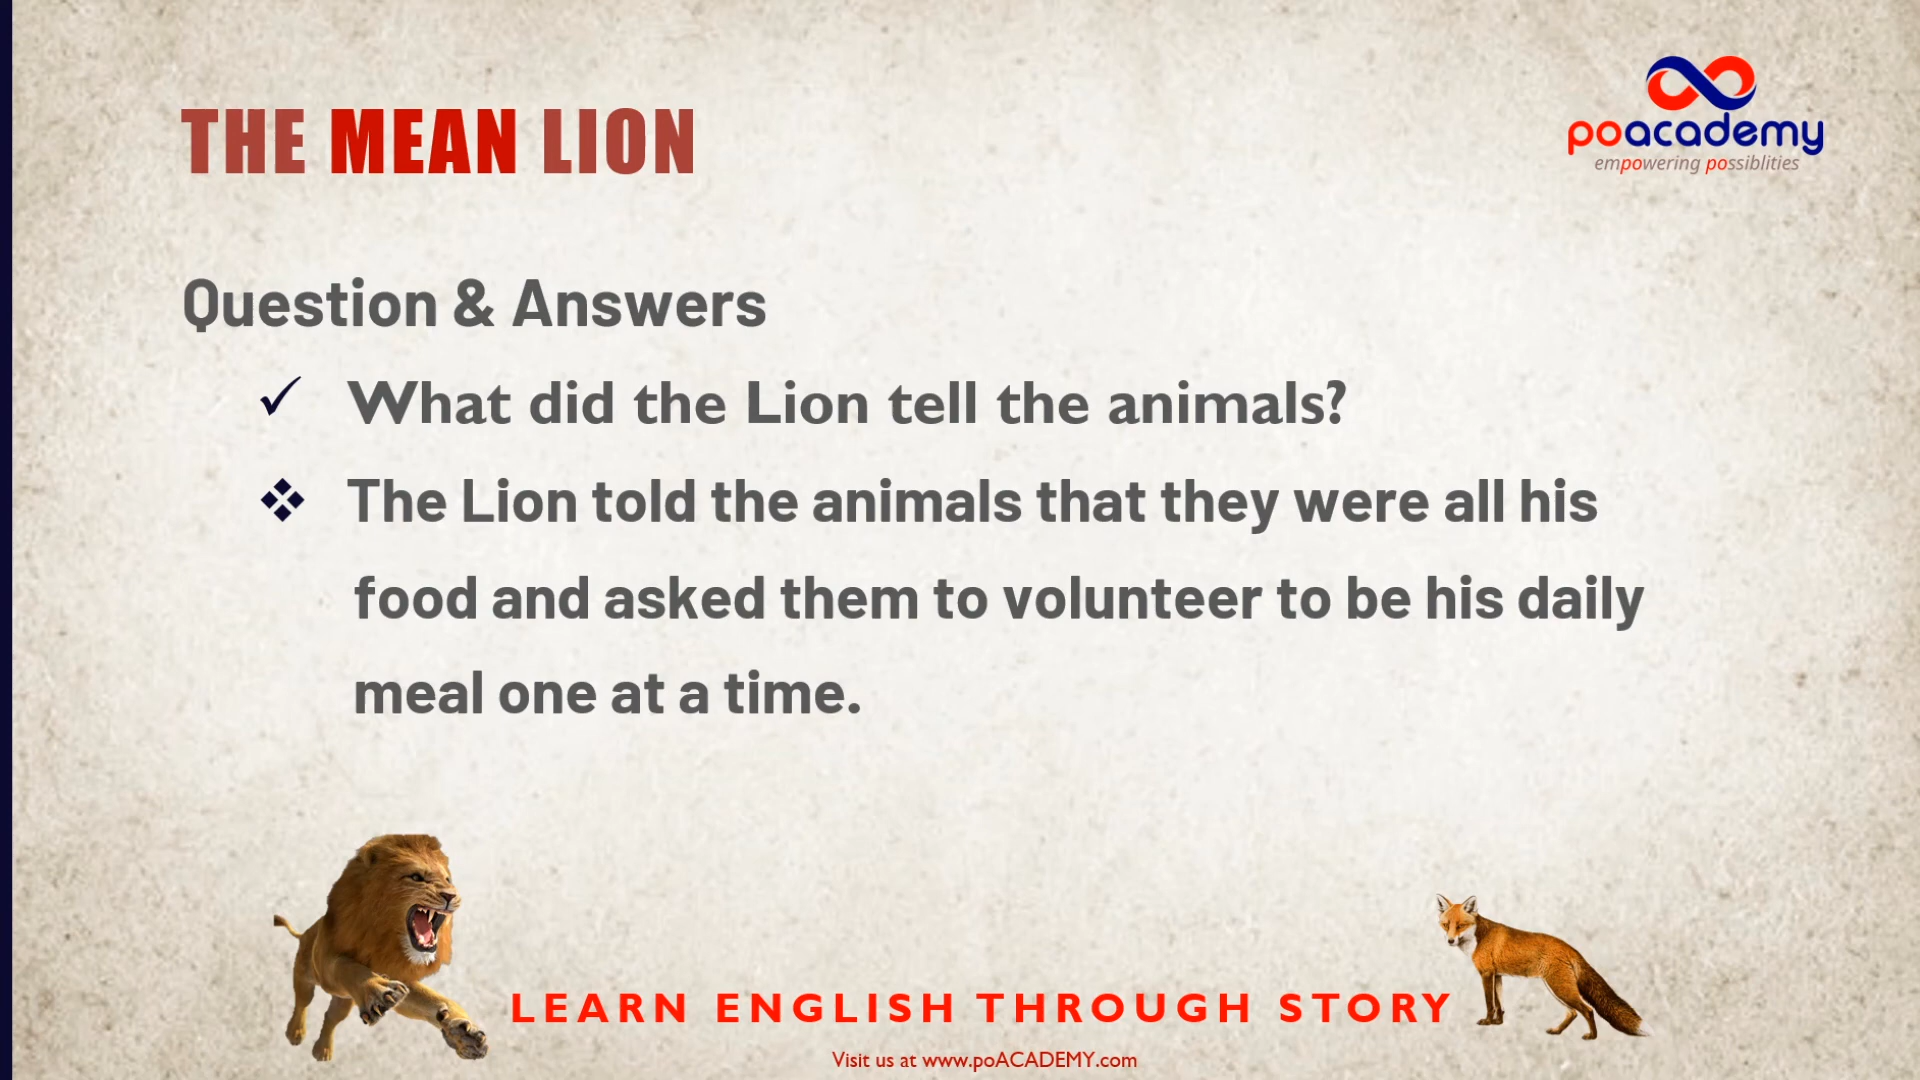 THE MEAN LION
poacademy
empowering possiblities
Question & Answers
✓ What did the Lion tell the animals?
❖ The Lion told the animals that they were all his
food and asked them to volunteer to be his daily
meal one at a time.
LEARN ENGLISH THROUGH STORY
Visit us at www.poACADEMY.com